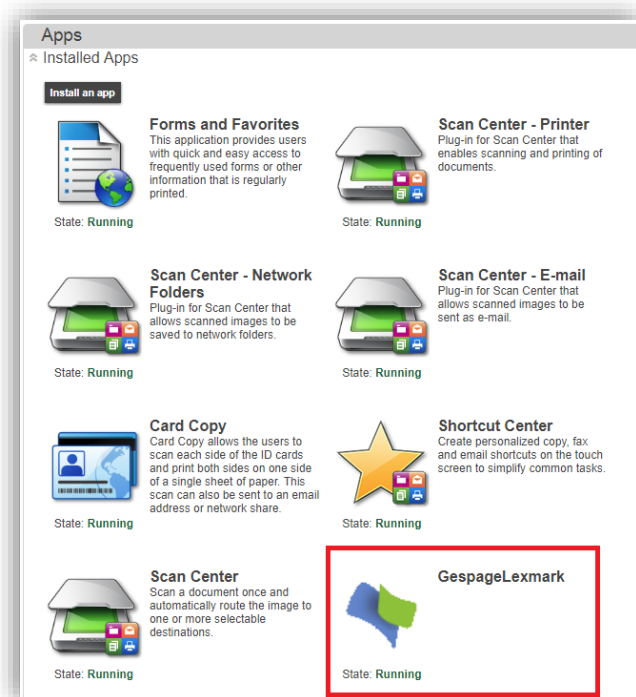 Apps
Installed Apps
Install an app
Forms and Favorites
This application provides users
with quick and easy access to
frequently used forms or other
information that is regularly
printed.
State: Running
Scan Center - Printer
Plug-in for Scan Center that
enables scanning and printing of
documents.
State: Running
Scan Center - Network
Folders
Plug-in for Scan Center that
allows scanned images to be
saved to network folders.
State: Running
Scan Center - E-mail
Plug-in for Scan Center that
allows scanned images to be
sent as e-mail.
State: Running
Card Copy
Card Copy allows the users to
scan each side of the ID cards
and print both sides on one side
of a single sheet of paper. This
scan can also be sent to an email
address or network share.
State: Running
Shortcut Center
Create personalized copy, fax
and email shortcuts on the touch
screen to simplify common tasks.
State: Running
Scan Center
Scan a document once and
automatically route the image to
one or more selectable
destinations.
State: Running
GespageLexmark
State: Running